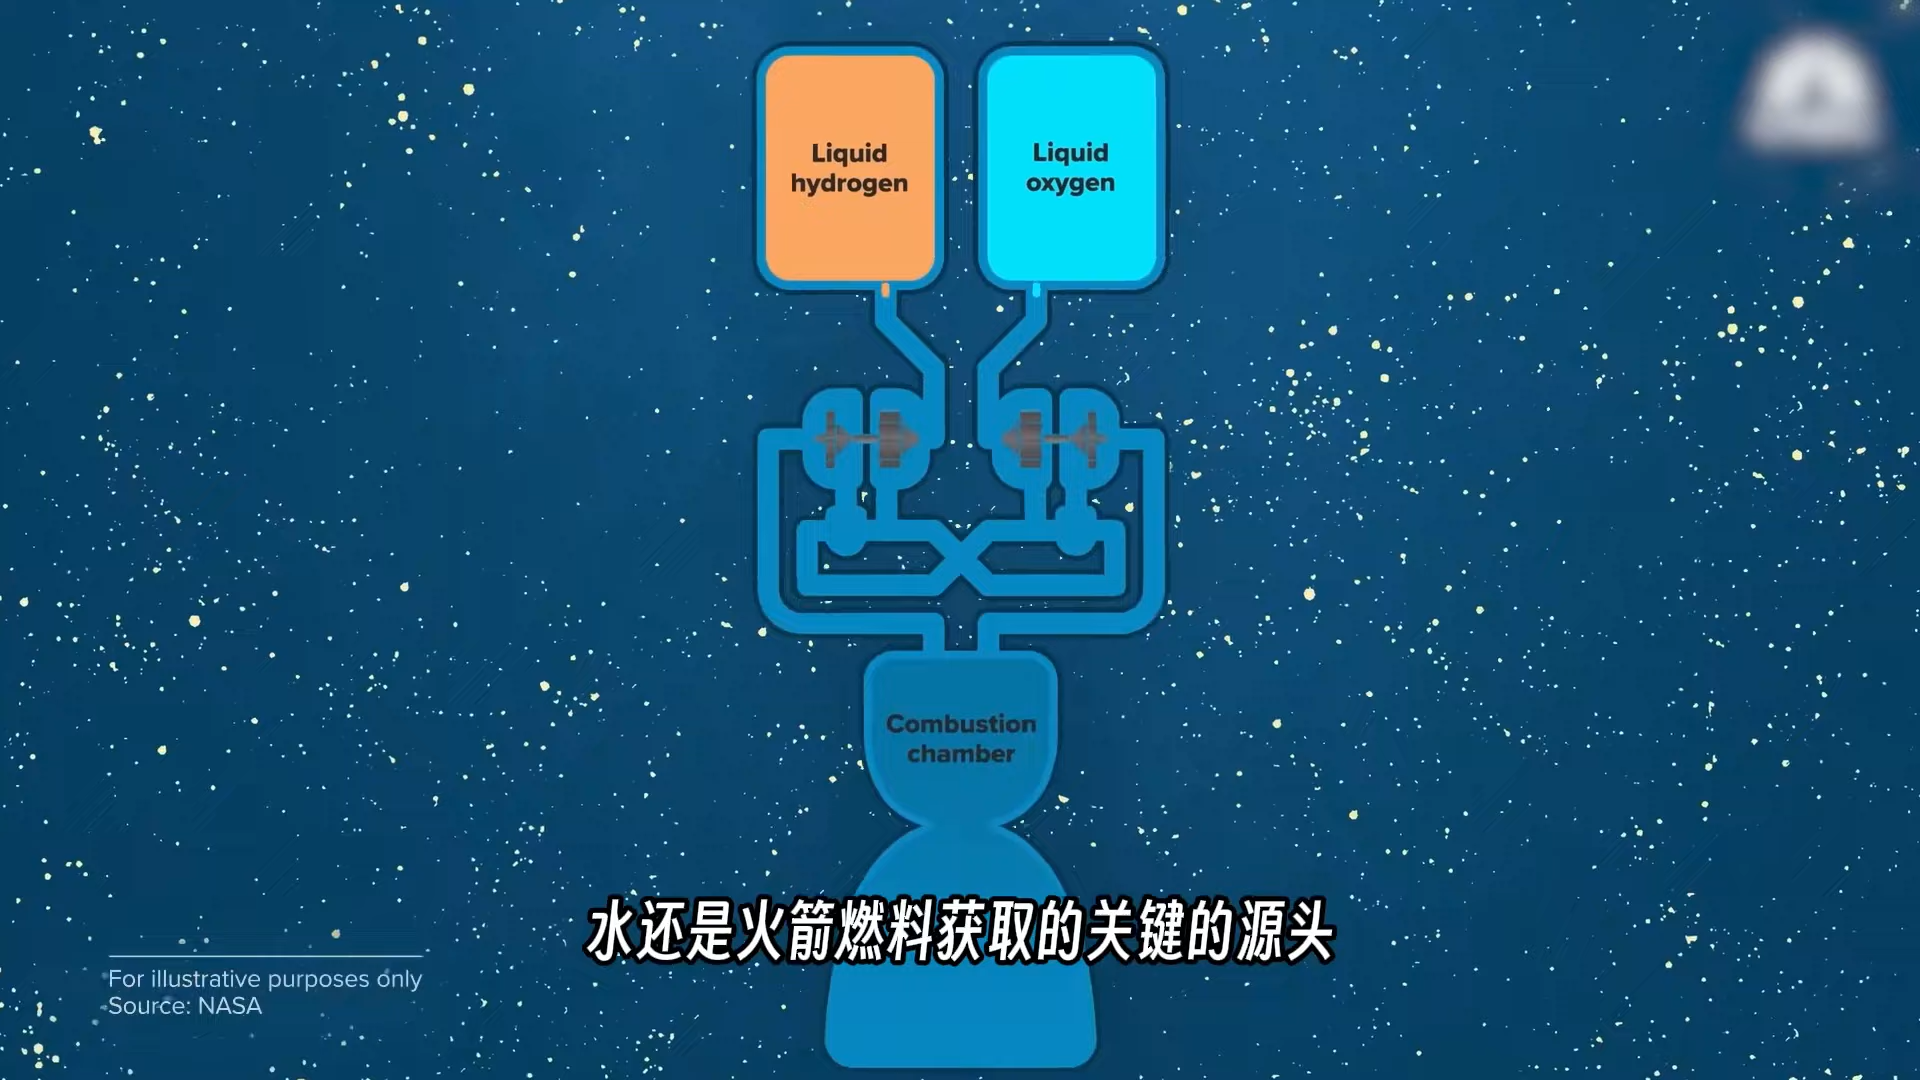 Liquid
hydrogen
Liquid
oxygen
Combustion
chamber
水还是火箭燃料获取的关键的源头
For illustrative purposes only
Source: NASA